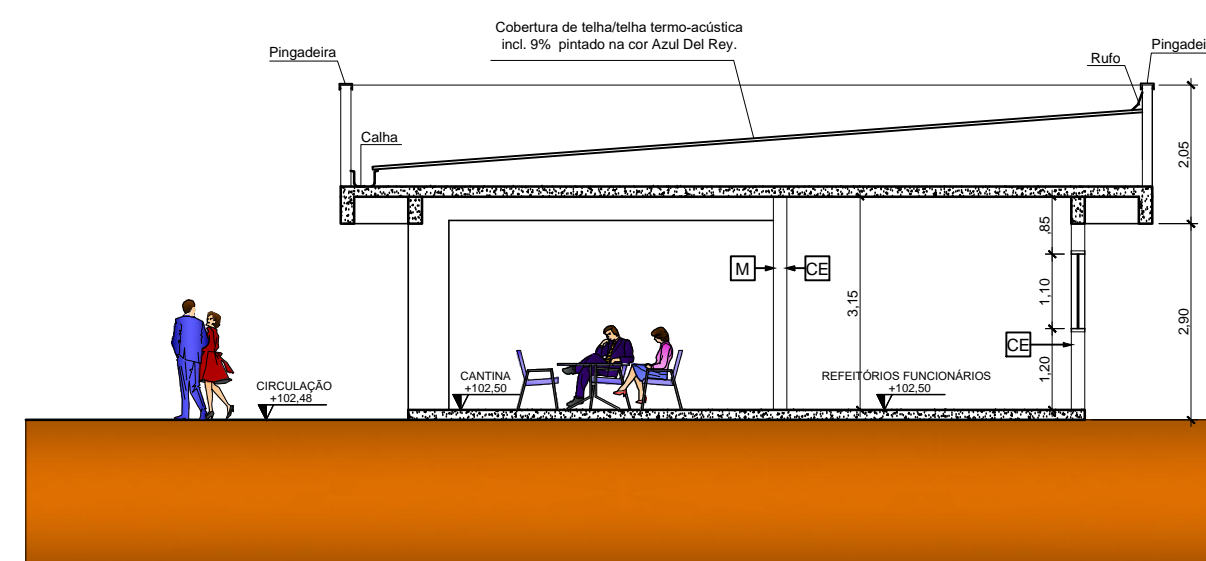 Cobertura de telha/telha termo-acústica
incl. 9% pintado na cor Azul Del Rey.
Pingadeira
Pingadei
Rufo
Calha
2,05
,85
M
CE
1,10
3,15
2,90
CE
1,20
CIRCULAÇÃO
+102,48
CANTINA
+102,50
REFEITÓRIOS FUNCIONÁRIOS
+102,50